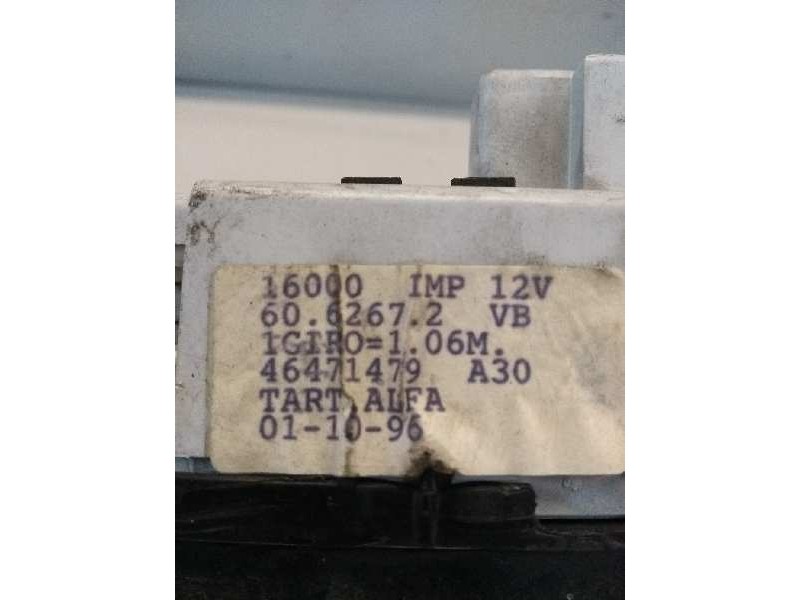 16000 IMP 12V
60.6267.2 VB
1GIRO=1.06M.
46471479 A30
TART.ALFA
01-10-96